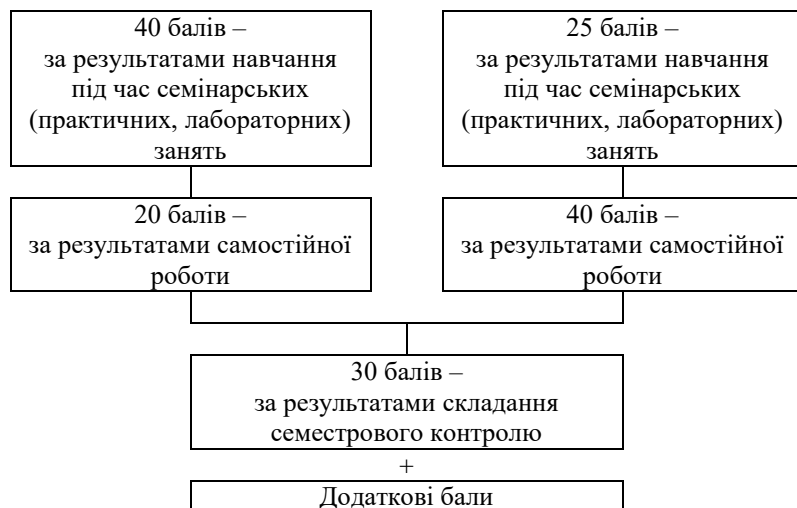 40 балів –
за результатами навчання
під час семінарських
(практичних, лабораторних)
занять
25 балів –
за результатами навчання
під час семінарських
(практичних, лабораторних)
занять
20 балів –
за результатами самостійної
роботи
40 балів –
за результатами самостійної
роботи
30 балів –
за результатами складання
семестрового контролю
+
Додаткові бали